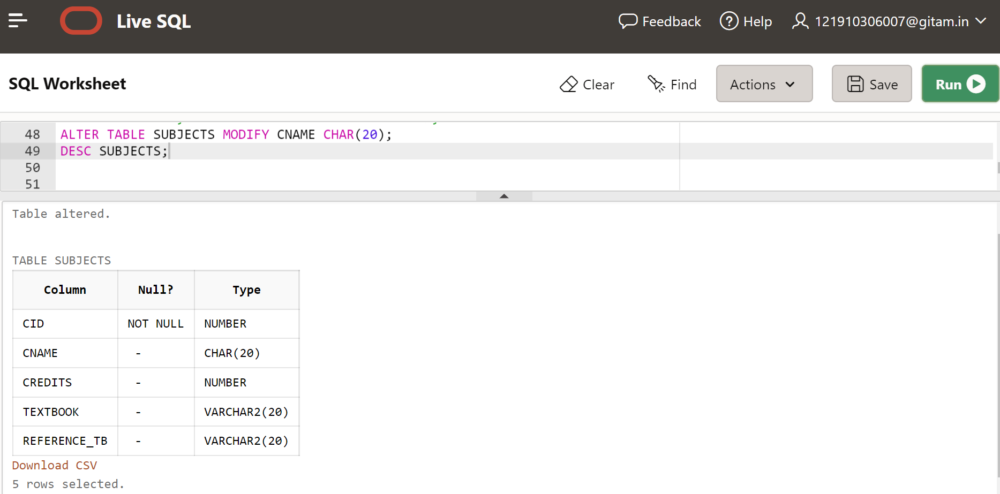 Live SQL Feedback Help 121910306007@gitam.in
SQL Worksheet Clear Find Actions Save Run
48 ALTER TABLE SUBJECTS MODIFY CNAME CHAR(20);
49 DESC SUBJECTS;
50
51
Table altered.
TABLE SUBJECTS
Column Null? Type
CID NOT NULL NUMBER
CNAME - CHAR(20)
CREDITS - NUMBER
TEXTBOOK - VARCHAR2(20)
REFERENCE_TB - VARCHAR2(20)
Download CSV
5 rows selected.